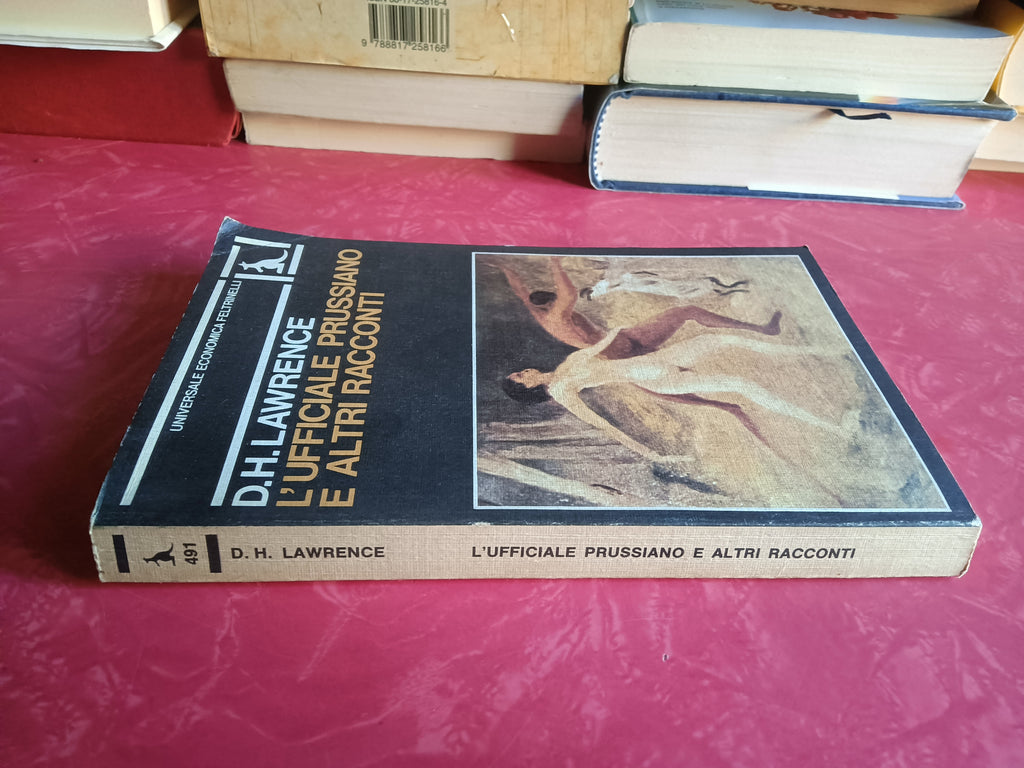 9 788817 258166
UNIVERSALE ECONOMICA FELTRINELLI
D.H.LAWRENCE
L'UFFICIALE PRUSSIANO
E ALTRI RACCONTI
491
D. H. LAWRENCE
L'UFFICIALE PRUSSIANO E ALTRI RACCONTI